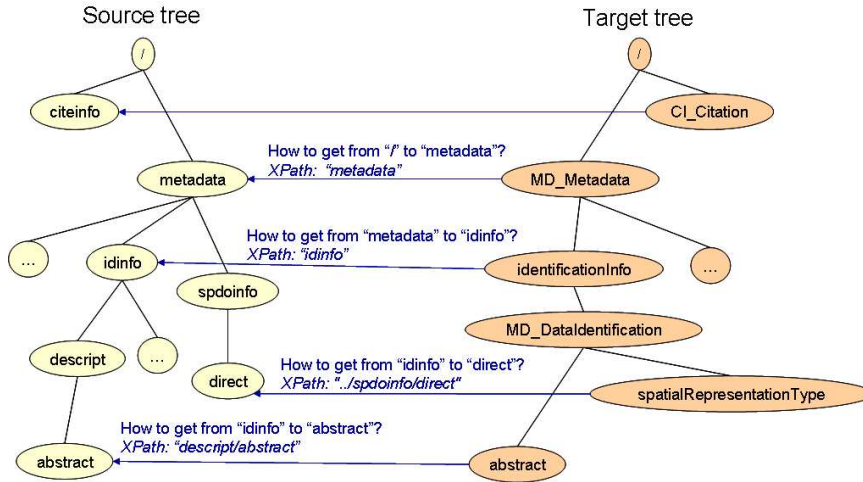 Source tree
Target tree
/
/
citeinfo
CI_Citation
How to get from “/” to “metadata”?
XPath: “metadata”
metadata
MD_Metadata
How to get from “metadata” to “idinfo”?
XPath: “idinfo”
...
idinfo
identificationInfo
...
spdoinfo
MD_DataIdentification
descript
...
How to get from “idinfo” to “direct”?
XPath: "../spdoinfo/direct"
direct
spatialRepresentationType
How to get from “idinfo” to “abstract”?
XPath: “descript/abstract”
abstract
abstract